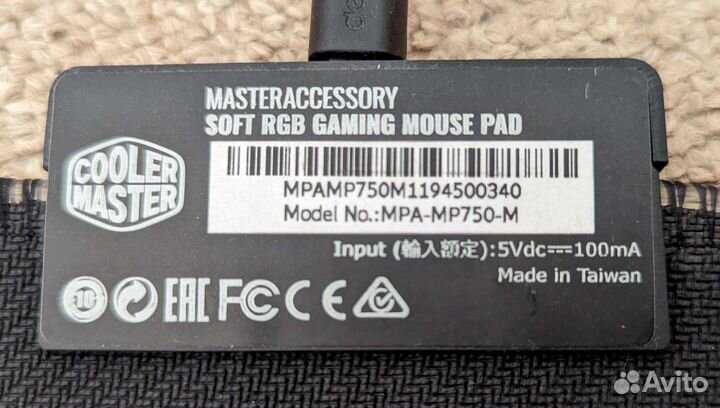 MASTERACCESSORY
SOFT RGB GAMING MOUSE PAD
COOLER
MASTER
MPAMP750M1194500340
Model No.:MPA-MP750-M
Input (輸入額定):5Vdc⎓100mA
Made in Taiwan
10 EAC FC CE
Avito